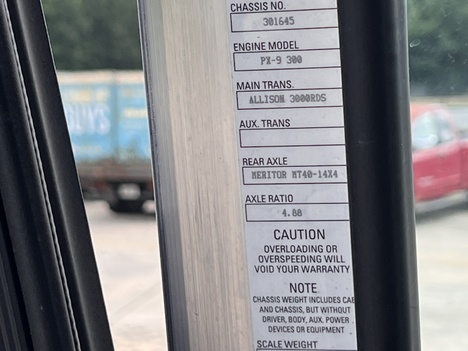 CHASSIS NO.
301645
ENGINE MODEL
PX-9 300
MAIN TRANS.
ALLISON 3000RDS
AUX. TRANS
REAR AXLE
MERITOR MT40-14X4
AXLE RATIO
4.88
CAUTION
OVERLOADING OR
OVERSPEEDING WILL
VOID YOUR WARRANTY
NOTE
CHASSIS WEIGHT INCLUDES CAB
AND CHASSIS, BUT WITHOUT
DRIVER, BODY, AUX. POWER
DEVICES OR EQUIPMENT
SCALE WEIGHT
GUYS